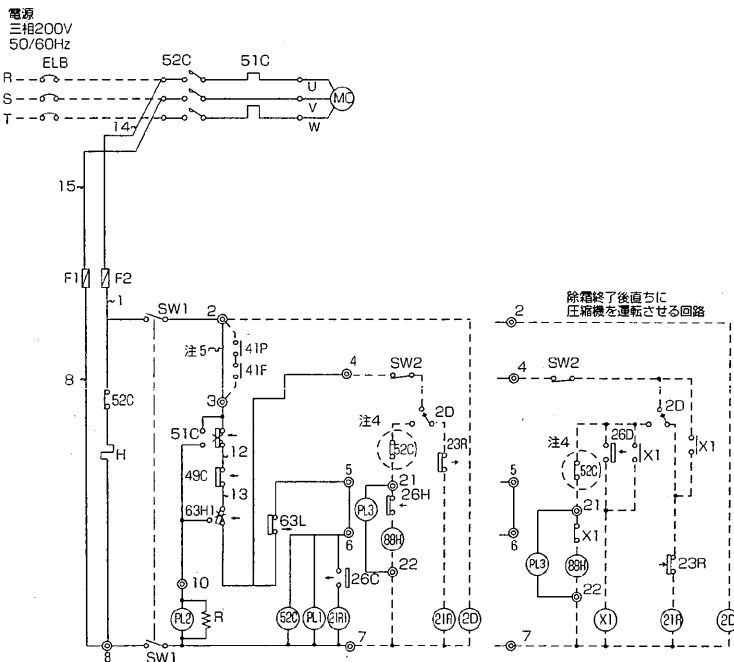 電源
三相200V
50/60Hz
ELB
52C
51C
R
S
T
U
V
W
MC
14
15
F1
F2
1
SW1
2
注5
41P
41F
8
3
4
SW2
52C
51C
12
49C
13
63H1
H
63L
注4
2D
52C
23R
5
21
26H
PL3
6
88H
26C
22
10
PL2
R
52C
PL1
21R1
21R
2D
8
SW1
7
除霜終了後直ちに
圧縮機を運転させる回路
2
4
SW2
2D
注4
26D
X1
X1
52C
5
21
6
X1
PL3
88H
23R
22
X1
21R
2D
7